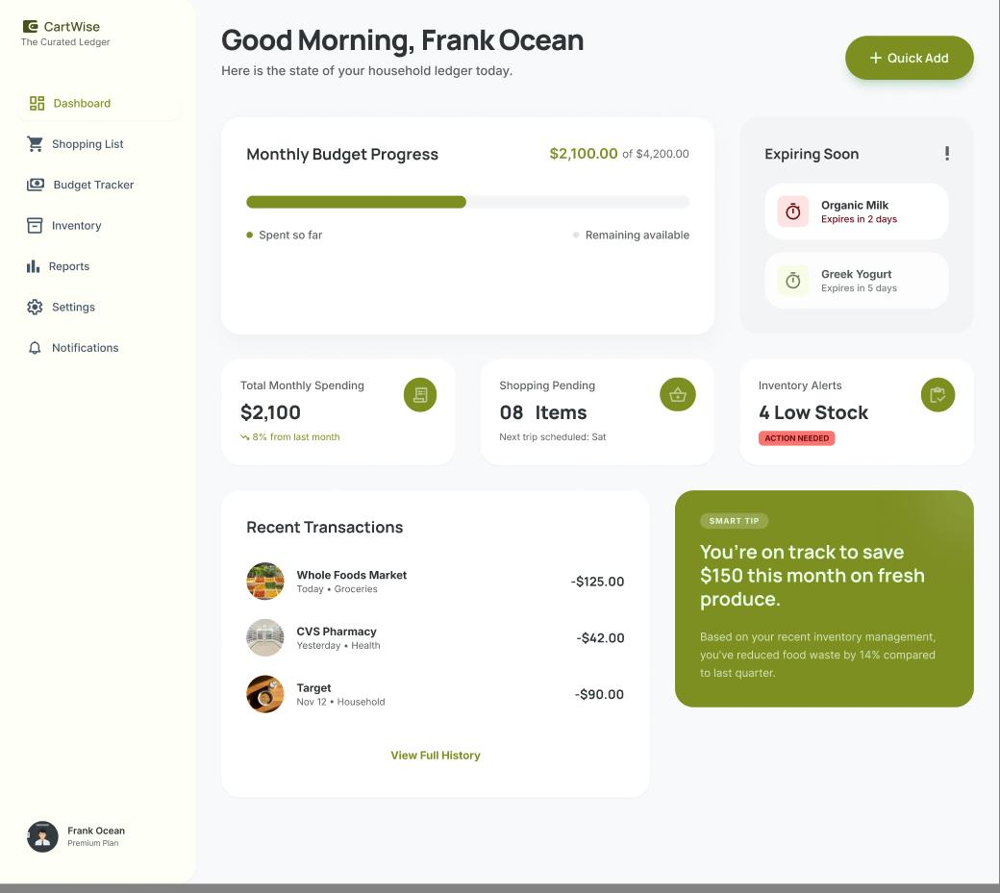 CartWise
The Curated Ledger
Dashboard
Shopping List
Budget Tracker
Inventory
Reports
Settings
Notifications
Frank Ocean
Premium Plan
Good Morning, Frank Ocean
Here is the state of your household ledger today.
+ Quick Add
Monthly Budget Progress
$2,100.00 of $4,200.00
Spent so far
Remaining available
Expiring Soon
!
Organic Milk
Expires in 2 days
Greek Yogurt
Expires in 5 days
Total Monthly Spending
$2,100
8% from last month
Shopping Pending
08 Items
Next trip scheduled: Sat
Inventory Alerts
4 Low Stock
ACTION NEEDED
Recent Transactions
Whole Foods Market
Today • Groceries
-$125.00
CVS Pharmacy
Yesterday • Health
-$42.00
Target
Nov 12 • Household
-$90.00
View Full History
SMART TIP
You're on track to save
$150 this month on fresh
produce.
Based on your recent inventory management,
you've reduced food waste by 14% compared
to last quarter.